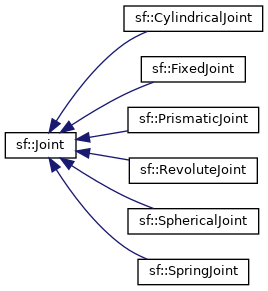 sf::CylindricalJoint
sf::FixedJoint
sf::PrismaticJoint
sf::Joint
sf::RevoluteJoint
sf::SphericalJoint
sf::SpringJoint